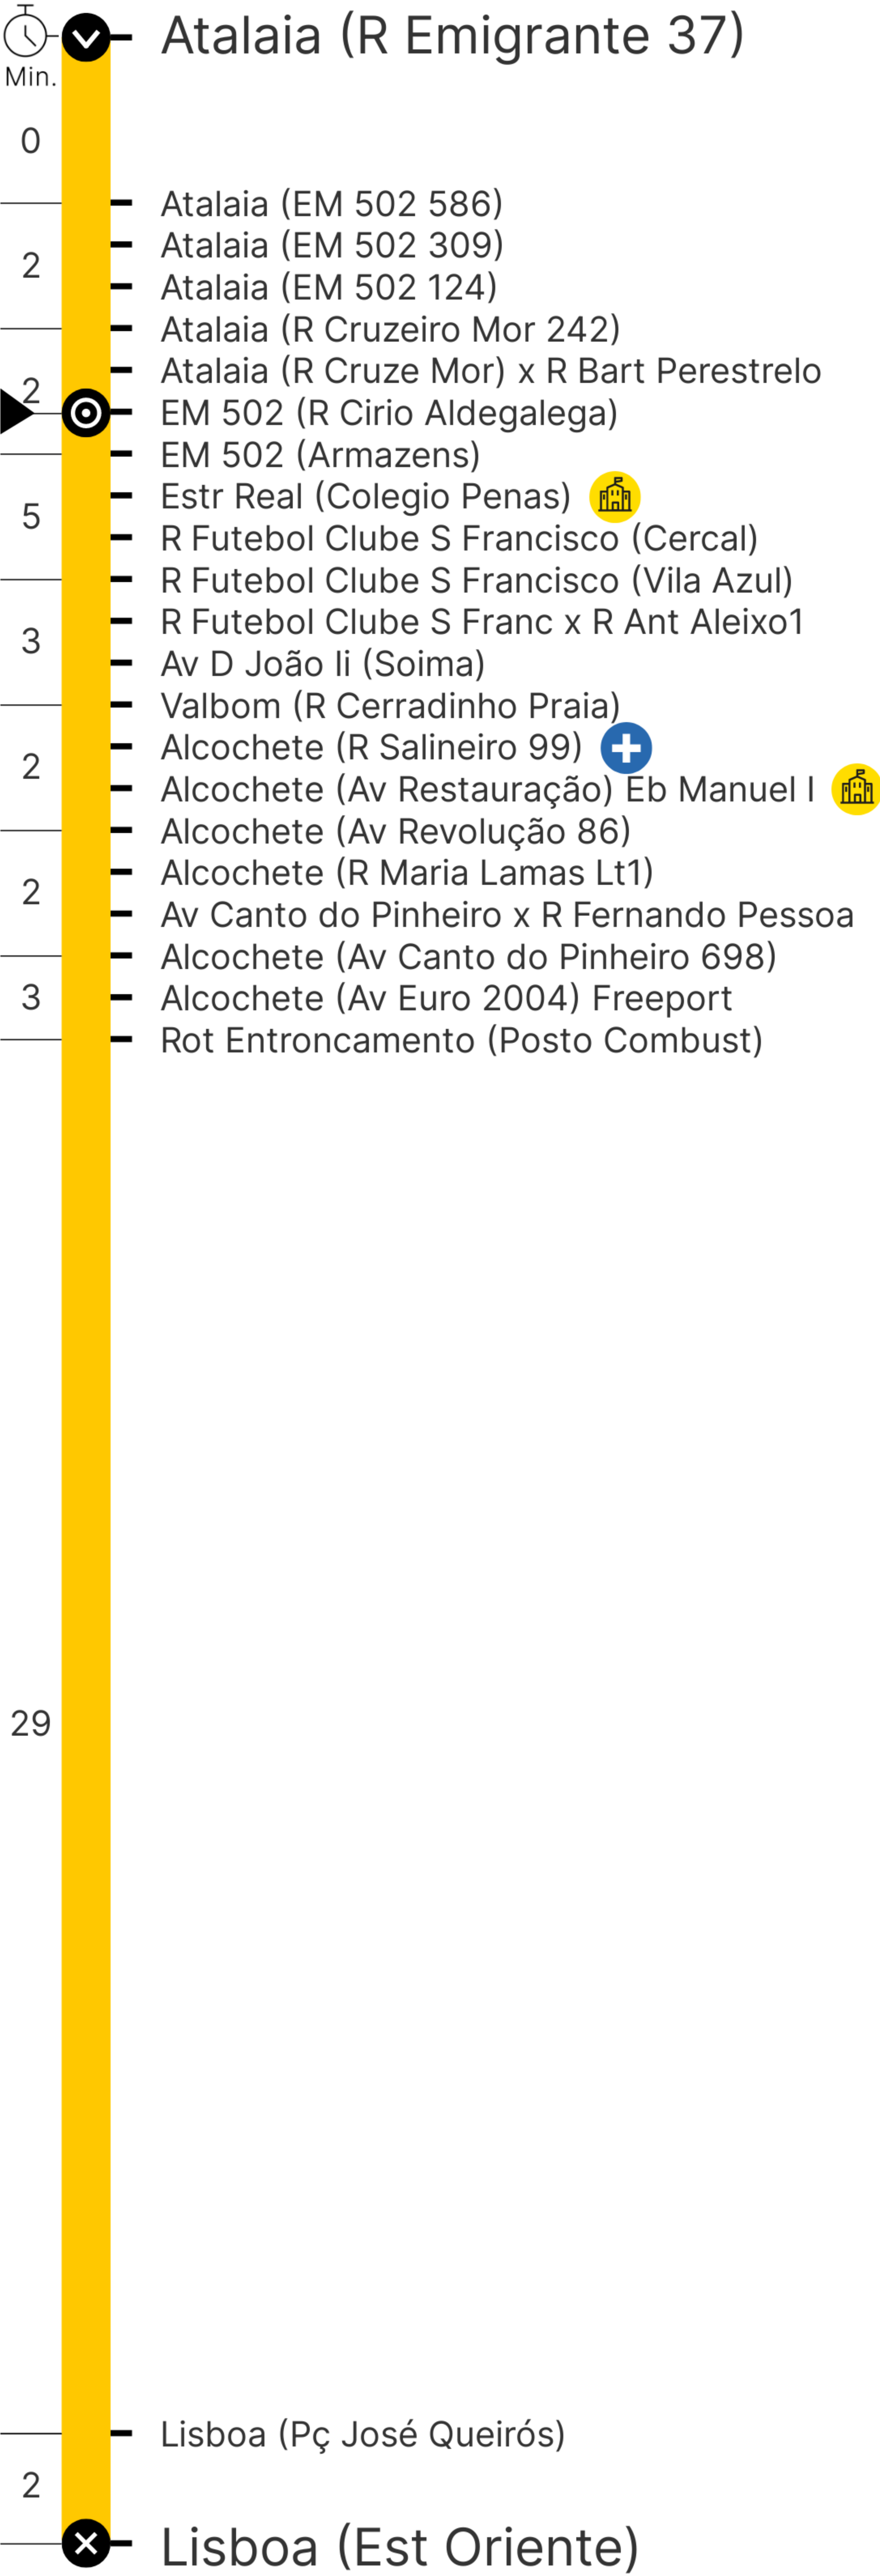 Atalaia (R Emigrante 37)
Min.
0
Atalaia (EM 502 586)
Atalaia (EM 502 309)
2
Atalaia (EM 502 124)
Atalaia (R Cruzeiro Mor 242)
Atalaia (R Cruze Mor) x R Bart Perestrelo
2
EM 502 (R Cirio Aldegalega)
EM 502 (Armazens)
Estr Real (Colegio Penas)
5
R Futebol Clube S Francisco (Cercal)
R Futebol Clube S Francisco (Vila Azul)
R Futebol Clube S Franc x R Ant Aleixo1
3
Av D João Ii (Soima)
Valbom (R Cerradinho Praia)
Alcochete (R Salineiro 99)
2
Alcochete (Av Restauração) Eb Manuel I
Alcochete (Av Revolução 86)
Alcochete (R Maria Lamas Lt1)
2
Av Canto do Pinheiro x R Fernando Pessoa
Alcochete (Av Canto do Pinheiro 698)
3
Alcochete (Av Euro 2004) Freeport
Rot Entroncamento (Posto Combust)
29
Lisboa (Pç José Queirós)
2
Lisboa (Est Oriente)